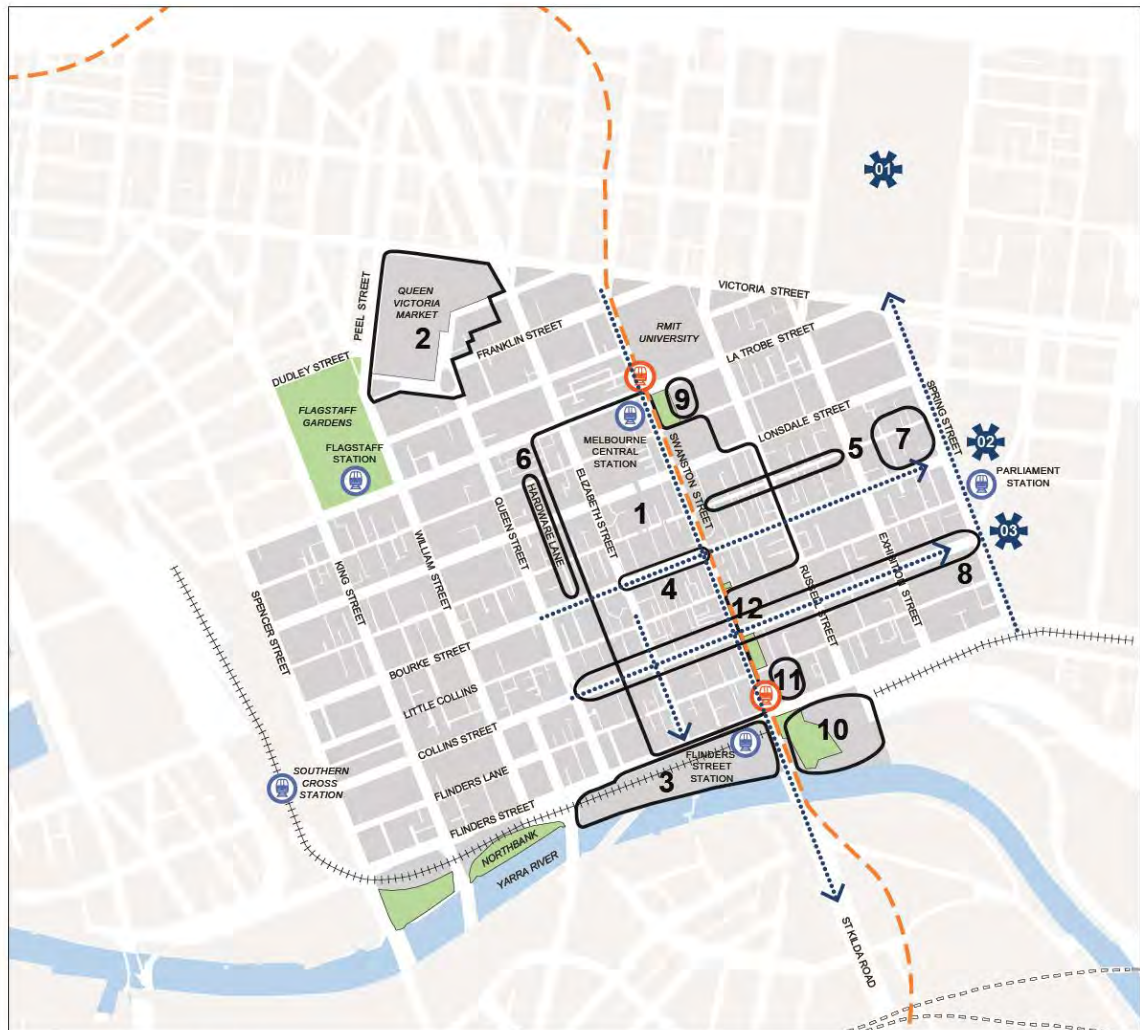 01
PEEL STREET
QUEEN
VICTORIA
MARKET
2
VICTORIA STREET
FRANKLIN STREET
RMIT
UNIVERSITY
LA TROBE STREET
DUDLEY STREET
FLAGSTAFF
GARDENS
FLAGSTAFF
STATION
9
MELBOURNE
CENTRAL
STATION
SWANSTON STREET
LONSDALE STREET
5
7
SPRING STREET
02
PARLIAMENT
STATION
6
HARDWARE LANE
ELIZABETH STREET
QUEEN STREET
1
03
WILLIAM STREET
KING STREET
SPENCER STREET
4
12
RUSSELL STREET
EXHIBITION STREET
8
BOURKE STREET
LITTLE COLLINS
COLLINS STREET
11
10
FLINDERS
STREET
STATION
3
SOUTHERN
CROSS
STATION
FLINDERS LANE
FLINDERS STREET
NORTHBANK
YARRA RIVER
ST KILDA ROAD